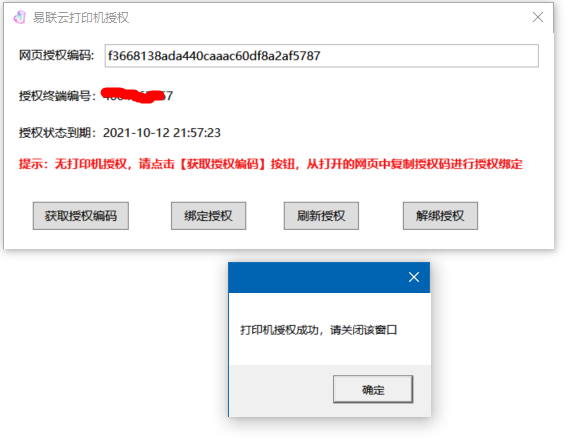 易联云打印机授权
网页授权编码: f3668138ada440caaac60df8a2af5787
授权终端编号:
授权状态到期: 2021-10-12 21:57:23
提示：无打印机授权，请点击【获取授权编码】按钮，从打开的网页中复制授权码进行授权绑定
获取授权编码 绑定授权 刷新授权 解绑授权
打印机授权成功，请关闭该窗口
确定